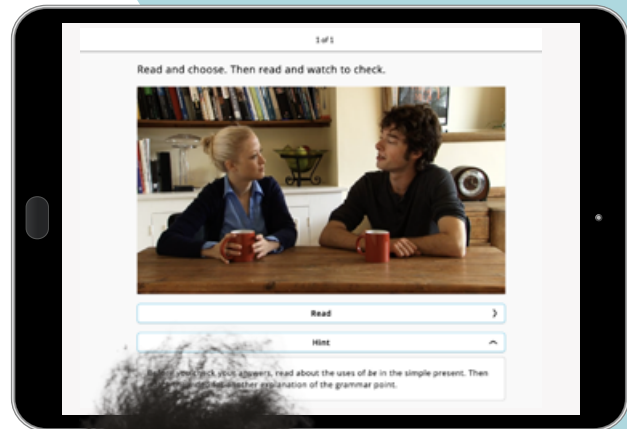 1 of 1
Read and choose. Then read and watch to check.
Read
Hint
you check your answers, read about the uses of be in the simple present. Then
another explanation of the grammar point.